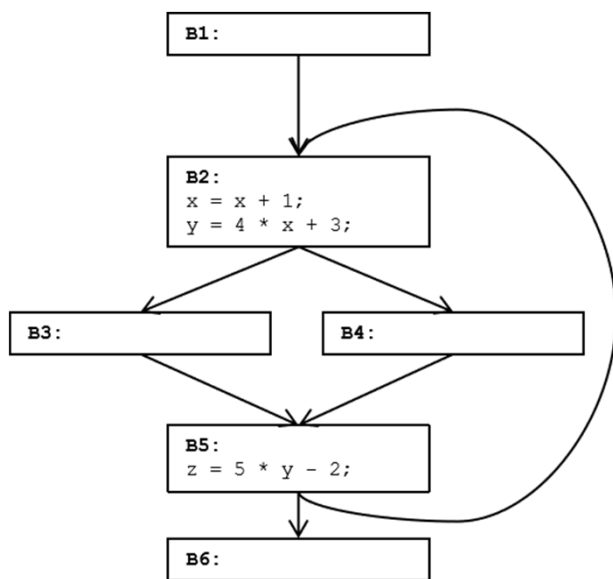 B1:
B2:
x = x + 1;
y = 4 * x + 3;
B3:
B4:
B5:
z = 5 * y - 2;
B6: